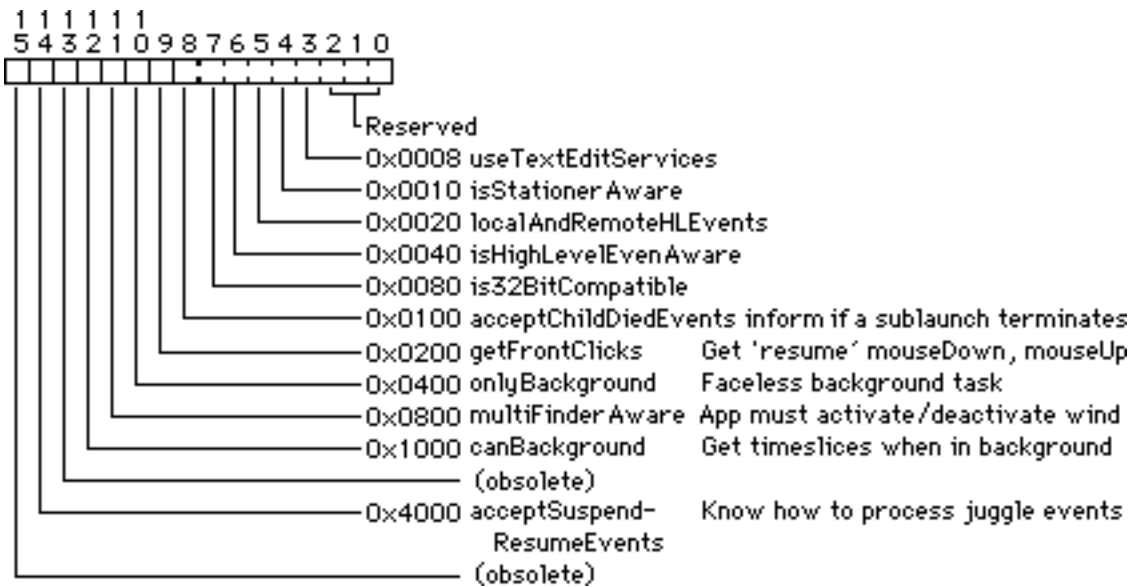 1 1 1 1 1 1
5 4 3 2 1 0 9 8 7 6 5 4 3 2 1 0
Reserved
0x0008 useTextEditServices
0x0010 isStationerAware
0x0020 localAndRemoteHLEvents
0x0040 isHighLevelEvenAware
0x0080 is32BitCompatible
0x0100 acceptChildDiedEvents inform if a sublaunch terminates
0x0200 getFrontClicks Get 'resume' mouseDown, mouseUp
0x0400 onlyBackground Faceless background task
0x0800 multiFinderAware App must activate/deactivate wind
0x1000 canBackground Get timeslices when in background
(obsolete)
0x4000 acceptSuspend- Know how to process juggle events
ResumeEvents
(obsolete)